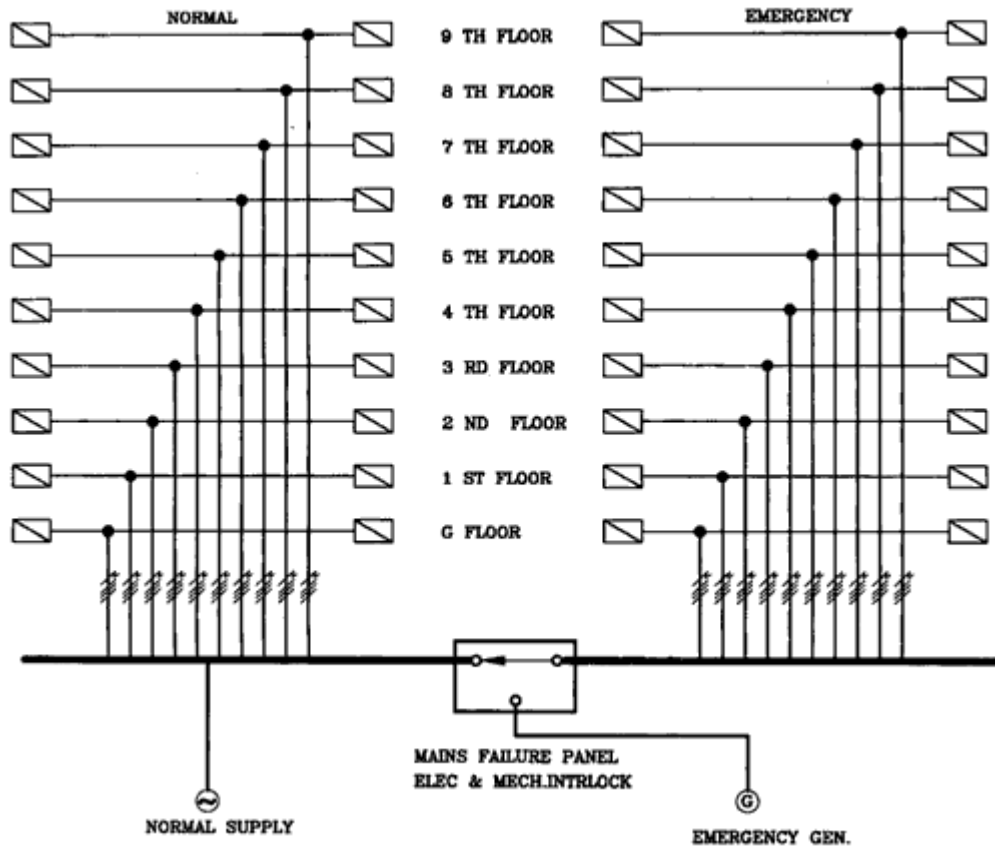 NORMAL
EMERGENCY
9 TH FLOOR
8 TH FLOOR
7 TH FLOOR
6 TH FLOOR
5 TH FLOOR
4 TH FLOOR
3 RD FLOOR
2 ND FLOOR
1 ST FLOOR
G FLOOR
MAINS FAILURE PANEL
ELEC & MECH.INTRLOCK
G
NORMAL SUPPLY
EMERGENCY GEN.